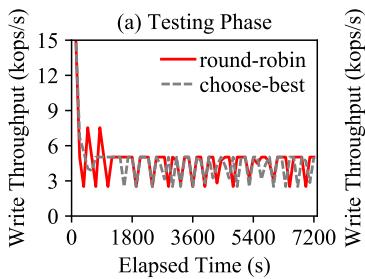 (a) Testing Phase
Write Throughput (kops/s)
15
12
9
6
3
0
round-robin
choose-best
0 1800 3600 5400 7200
Elapsed Time (s)
Write Throughput (kops/s)